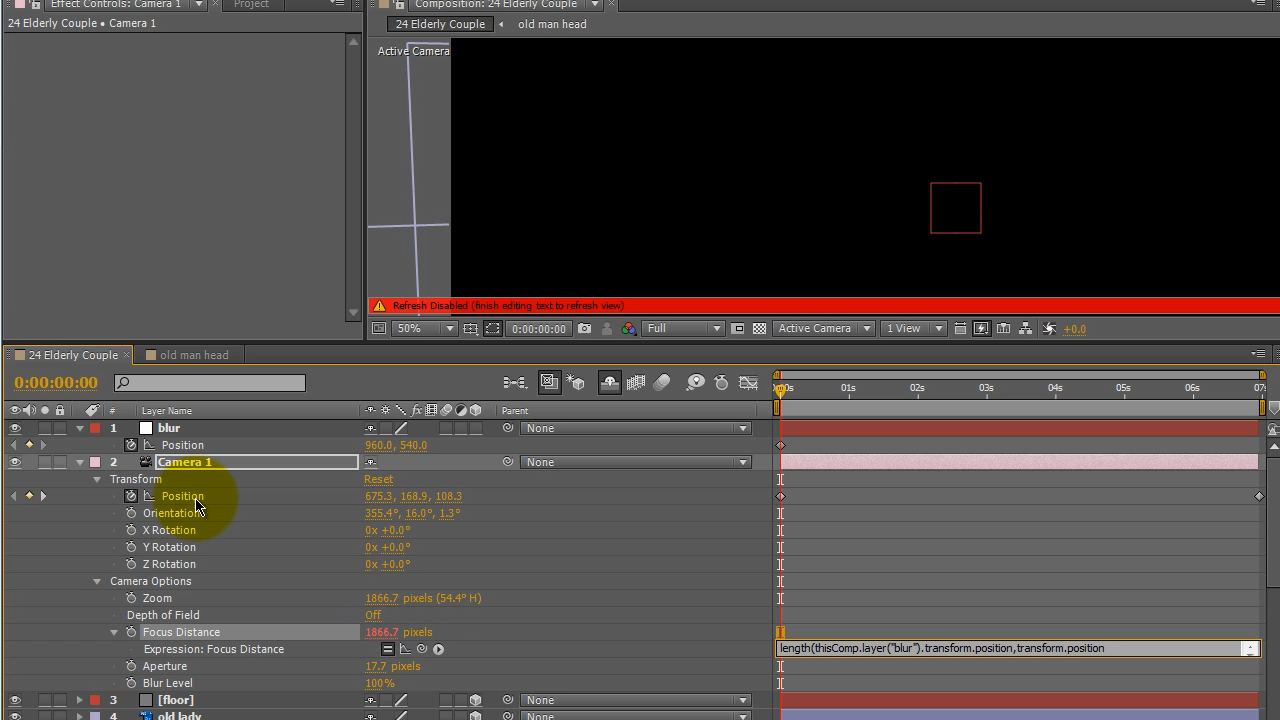 Effect Controls: Camera 1
Project
Composition: 24 Elderly Couple
24 Elderly Couple • Camera 1
24 Elderly Couple
old man head
Active Camera
Refresh Disabled (finish editing text to refresh view)
50%
0:00:00:00
Full
Active Camera
1 View
+0.0
24 Elderly Couple
old man head
0:00:00:00
01s
02s
03s
04s
05s
06s
# Layer Name
fx
Parent
1 blur
None
Position
960.0, 540.0
2 Camera 1
None
Transform
Reset
Position
675.3, 168.9, 108.3
Orientation
355.4°, 16.0°, 1.3°
X Rotation
0x +0.0°
Y Rotation
0x +0.0°
Z Rotation
0x +0.0°
Camera Options
Zoom
1866.7 pixels (54.4° H)
Depth of Field
Off
Focus Distance
1866.7 pixels
Expression: Focus Distance
length(thisComp.layer("blur").transform.position,transform.position
Aperture
17.7 pixels
Blur Level
100%
3 [floor]
None
4 old lady
None